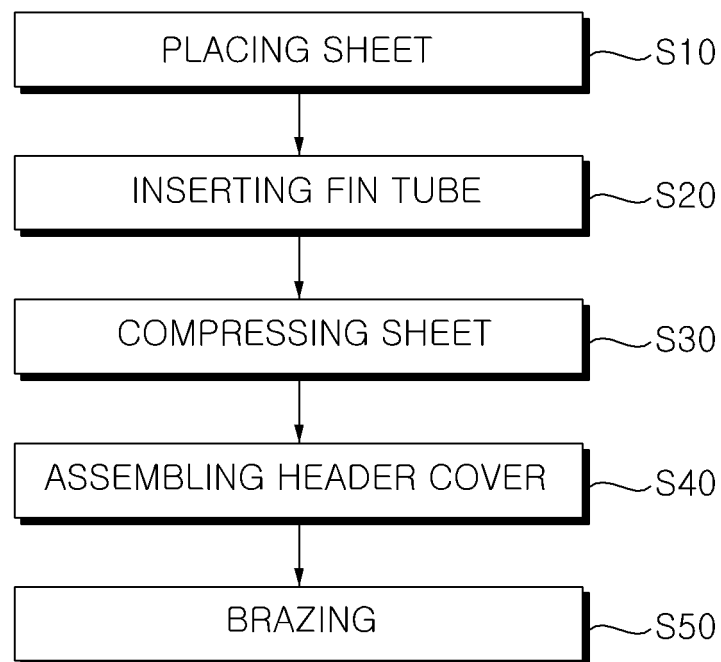 PLACING SHEET S10
INSERTING FIN TUBE S20
COMPRESSING SHEET S30
ASSEMBLING HEADER COVER S40
BRAZING S50